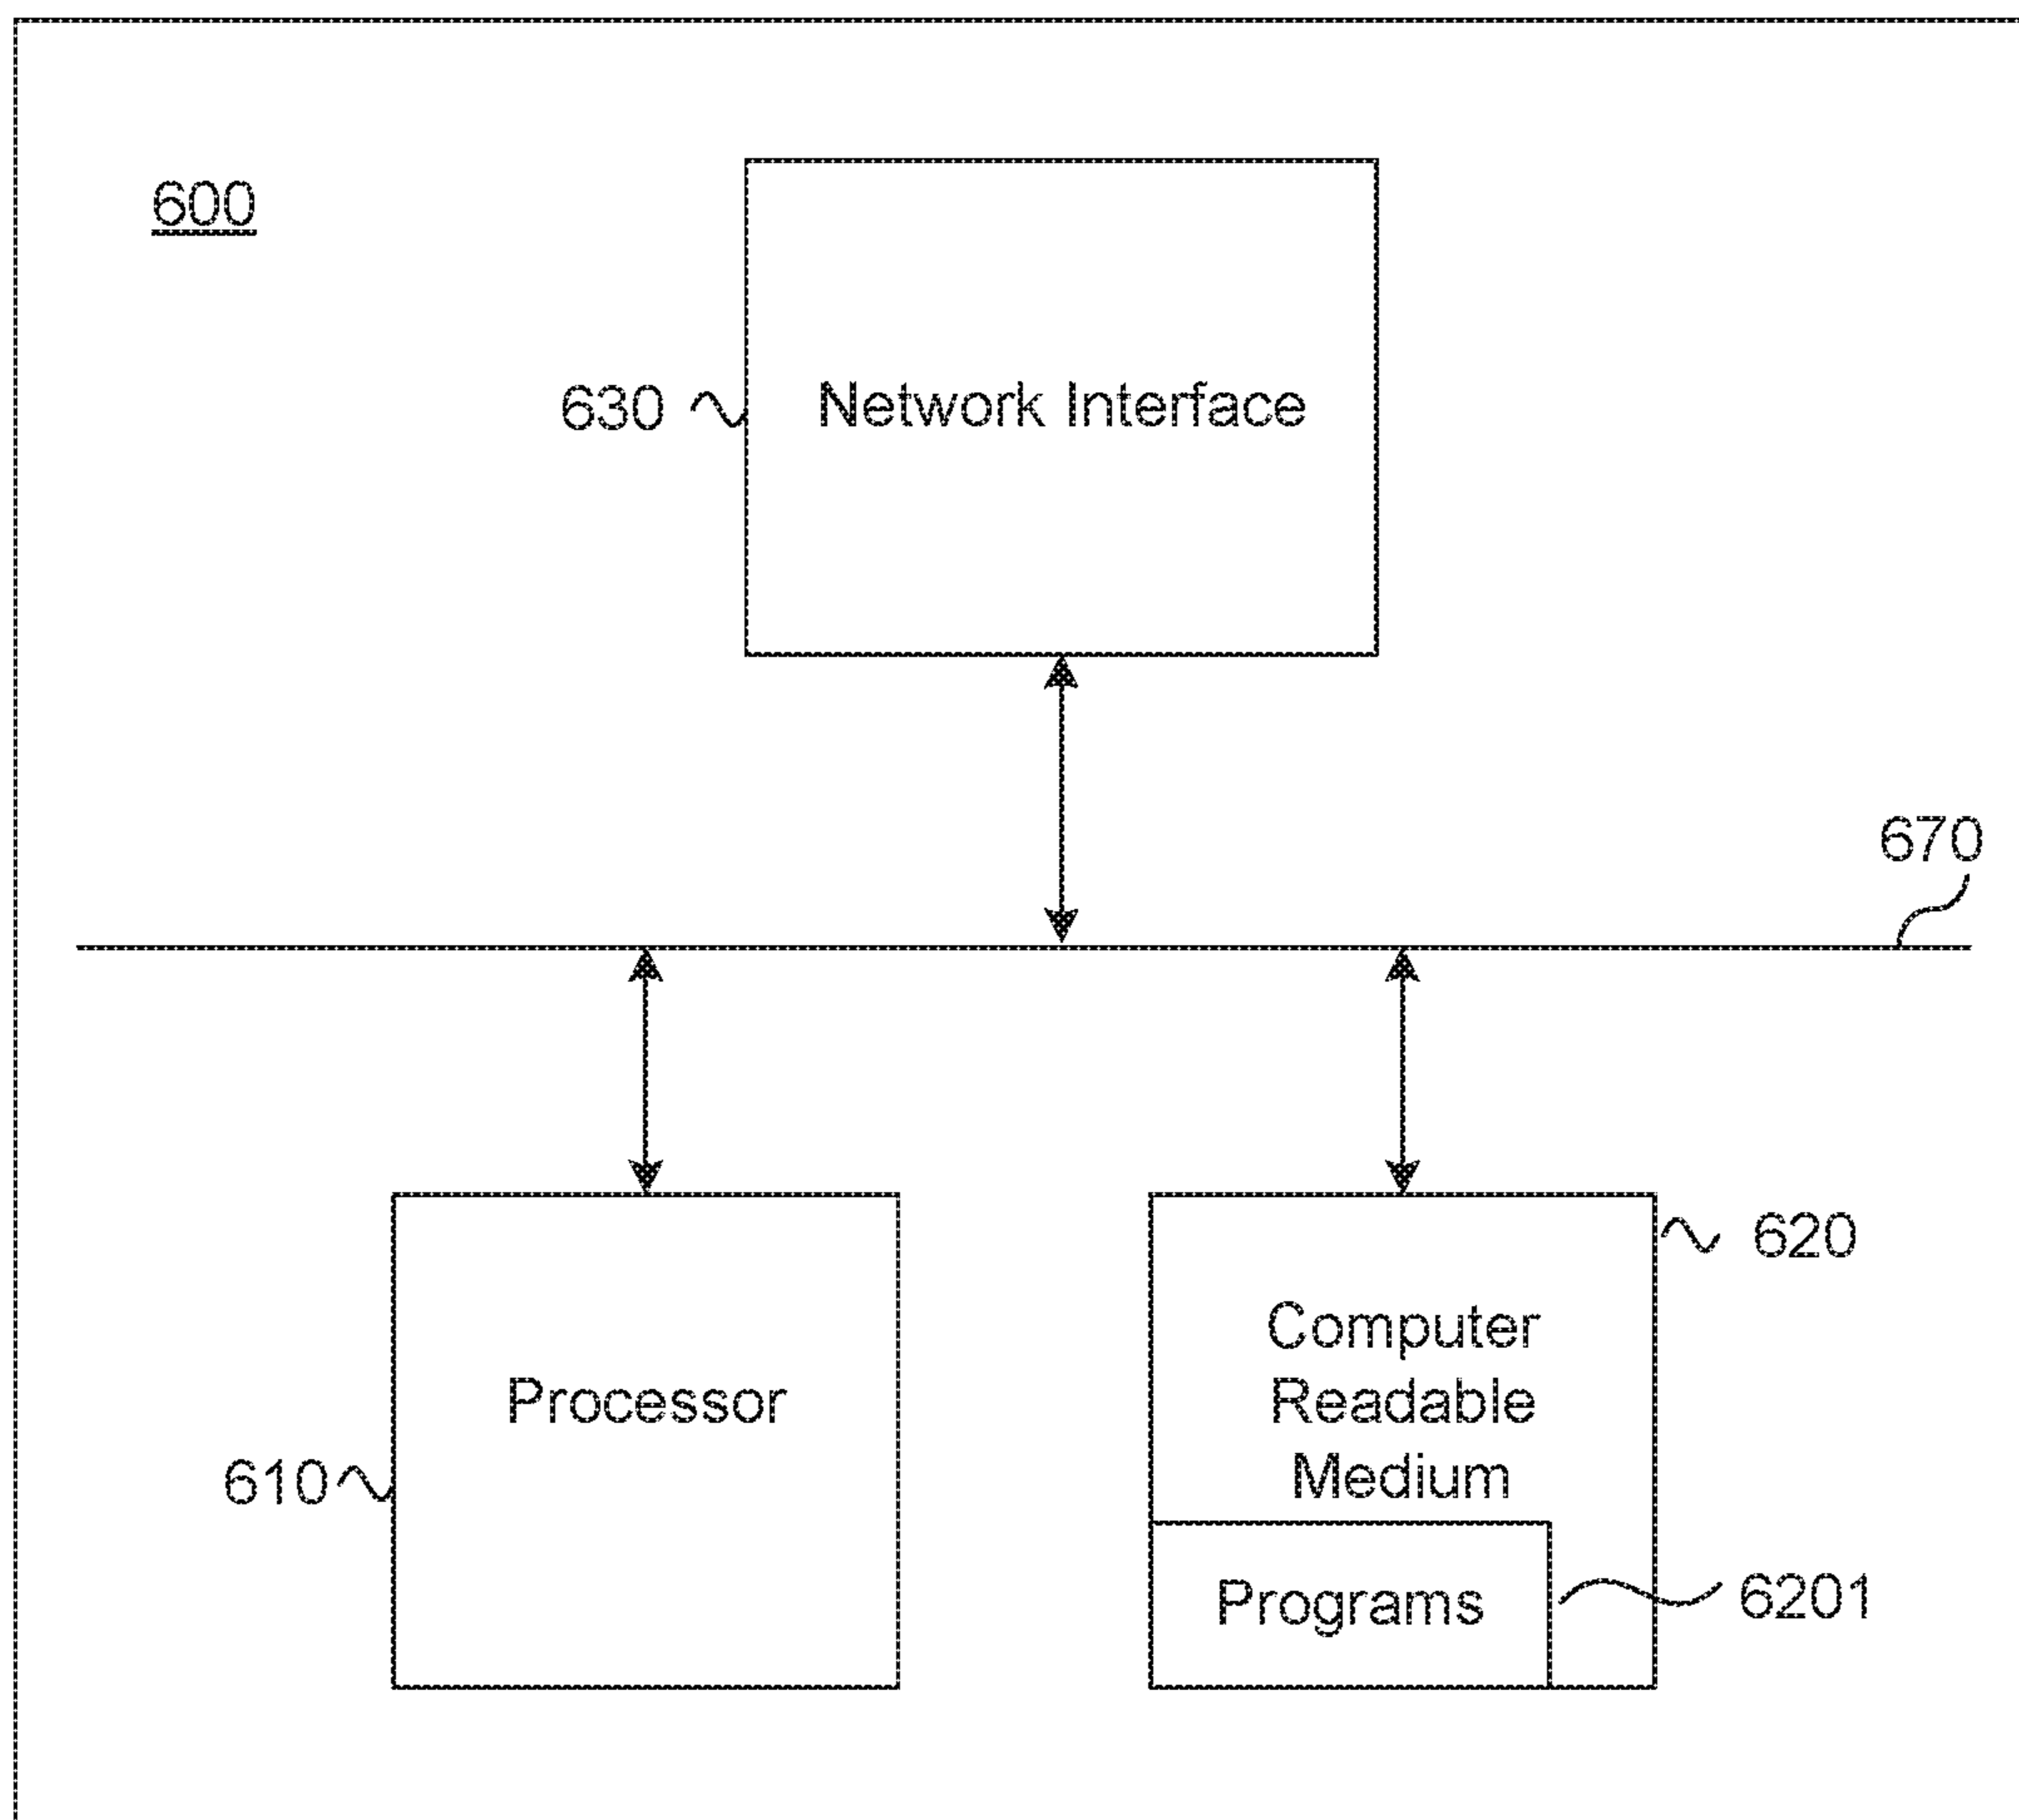 600
630
Network Interface
670
620
Computer
Readable
Medium
Processor
610
Programs
6201